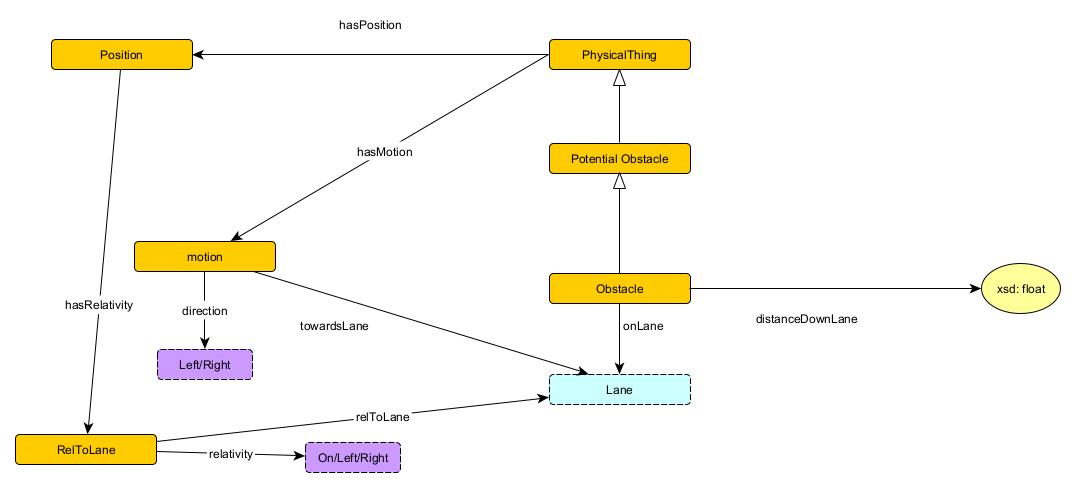 hasPosition
Position
PhysicalThing
hasMotion
Potential Obstacle
motion
Obstacle
xsd: float
hasRelativity
direction
towardsLane
onLane
distanceDownLane
Left/Right
Lane
relToLane
RelToLane
relativity
On/Left/Right